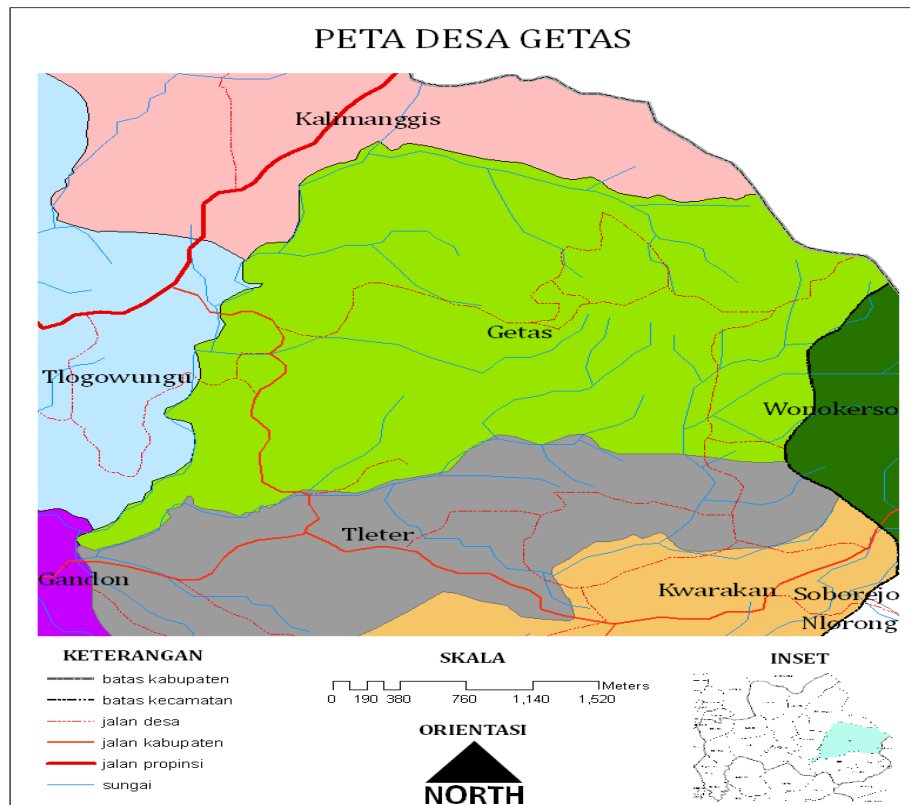 PETA DESA GETAS
Kalimanggis
Getas
Tlogowungu
Wonokerso
Tleter
Gandon
Kwarakan
Soborejo
Nlorong
KETERANGAN
batas kabupaten
batas kecamatan
jalan desa
jalan kabupaten
jalan propinsi
sungai
SKALA
Meters
0 190 380 760 1,140 1,520
ORIENTASI
NORTH
INSET